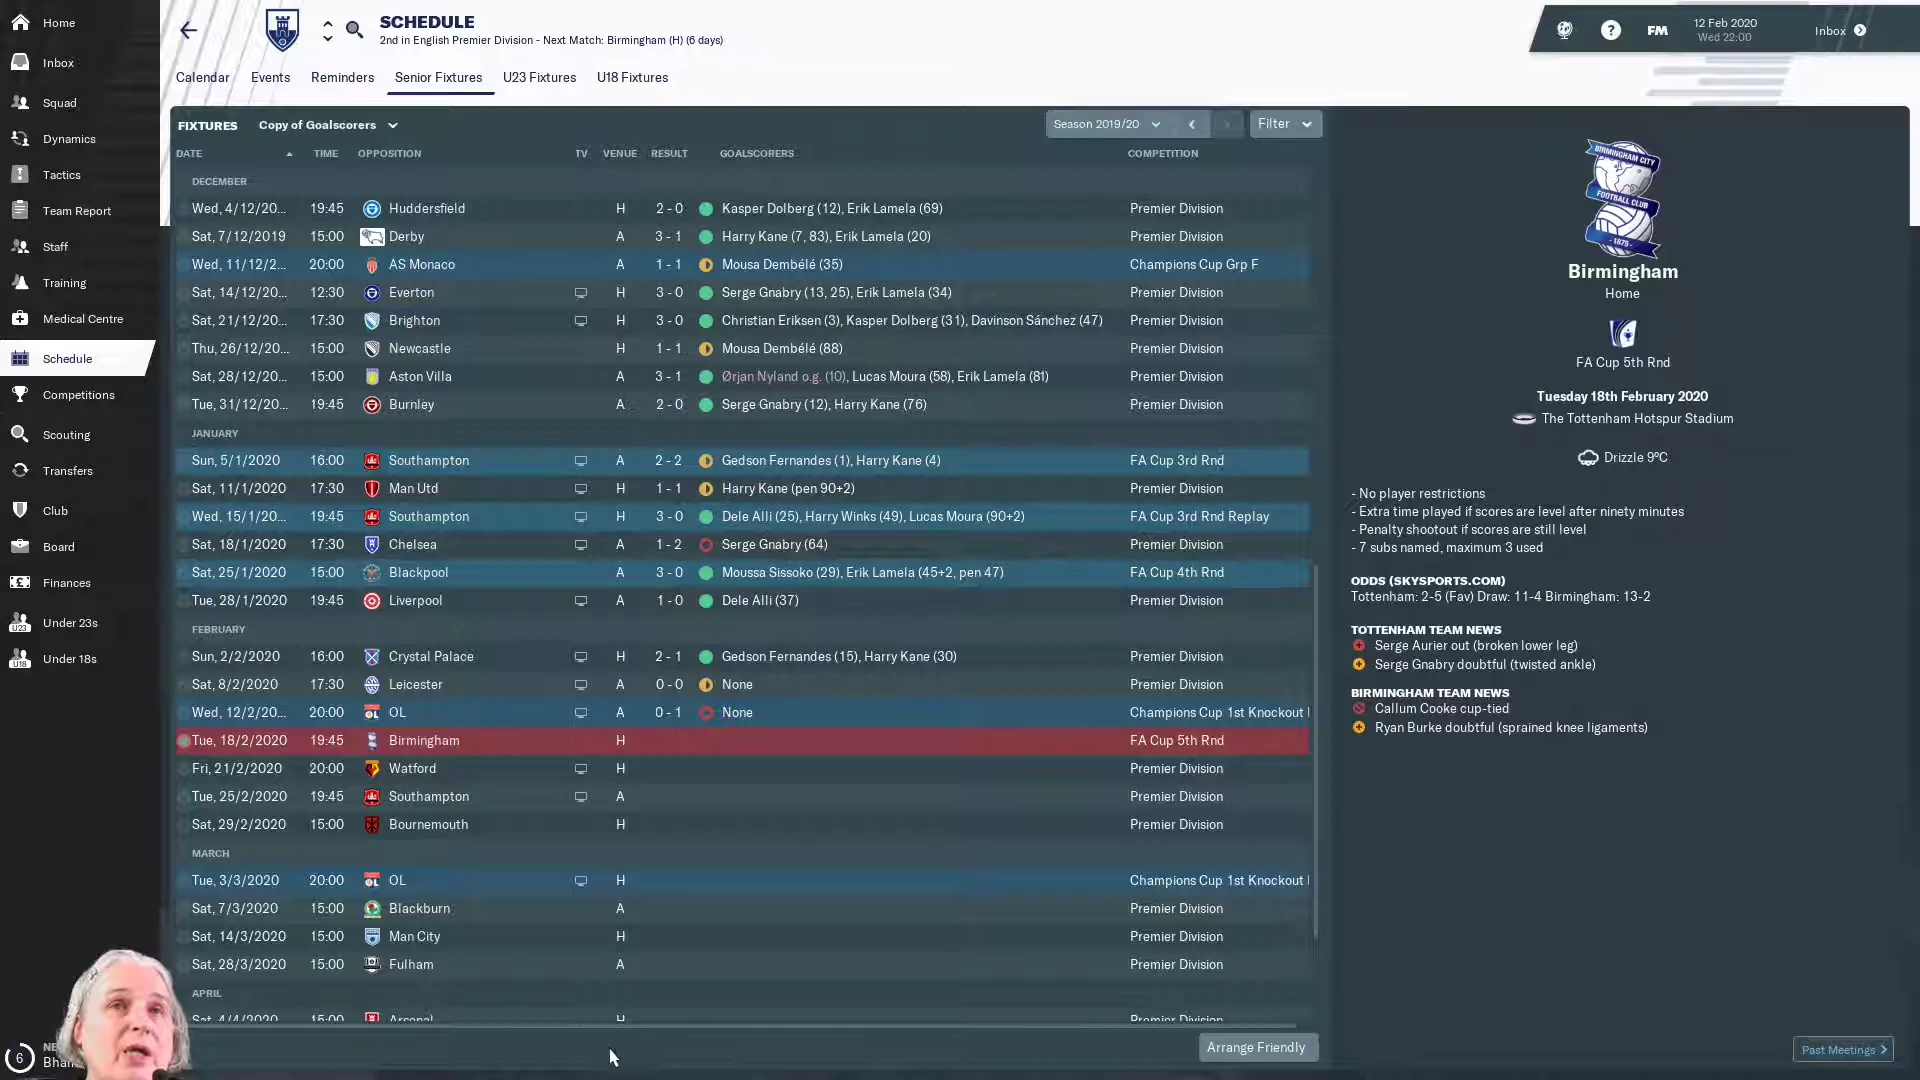 Home
Inbox
Squad
Dynamics
Tactics
Team Report
Staff
Training
Medical Centre
Schedule
Competitions
Scouting
Transfers
Club
Board
Finances
U23 Under 23s
U18 Under 18s
6
SCHEDULE
2nd in English Premier Division - Next Match: Birmingham (H) (6 days)
? FM 12 Feb 2020 Inbox
Wed 22:00
Calendar Events Reminders Senior Fixtures U23 Fixtures U18 Fixtures
FIXTURES Copy of Goalscorers Season 2019/20 Filter
DATE TIME OPPOSITION TV VENUE RESULT GOALSCORERS COMPETITION
DECEMBER
Wed, 4/12/20... 19:45 Huddersfield H 2 - 0 Kasper Dolberg (12), Erik Lamela (69) Premier Division
Sat, 7/12/2019 15:00 Derby A 3 - 1 Harry Kane (7, 83), Erik Lamela (20) Premier Division
Wed, 11/12/2... 20:00 AS Monaco A 1 - 1 Mousa Dembélé (35) Champions Cup Grp F
Sat, 14/12/20... 12:30 Everton H 3 - 0 Serge Gnabry (13, 25), Erik Lamela (34) Premier Division
Sat, 21/12/20... 17:30 Brighton H 3 - 0 Christian Eriksen (3), Kasper Dolberg (31), Davinson Sánchez (47) Premier Division
Thu, 26/12/20... 15:00 Newcastle H 1 - 1 Mousa Dembélé (88) Premier Division
Sat, 28/12/20... 15:00 Aston Villa A 3 - 1 Ørjan Nyland o.g. (10), Lucas Moura (58), Erik Lamela (81) Premier Division
Tue, 31/12/20... 19:45 Burnley A 2 - 0 Serge Gnabry (12), Harry Kane (76) Premier Division
JANUARY
Sun, 5/1/2020 16:00 Southampton A 2 - 2 Gedson Fernandes (1), Harry Kane (4) FA Cup 3rd Rnd
Sat, 11/1/2020 17:30 Man Utd H 1 - 1 Harry Kane (pen 90+2) Premier Division
Wed, 15/1/20... 19:45 Southampton H 3 - 0 Dele Alli (25), Harry Winks (49), Lucas Moura (90+2) FA Cup 3rd Rnd Replay
Sat, 18/1/2020 17:30 Chelsea A 1 - 2 Serge Gnabry (64) Premier Division
Sat, 25/1/2020 15:00 Blackpool A 3 - 0 Moussa Sissoko (29), Erik Lamela (45+2, pen 47) FA Cup 4th Rnd
Tue, 28/1/2020 19:45 Liverpool A 1 - 0 Dele Alli (37) Premier Division
FEBRUARY
Sun, 2/2/2020 16:00 Crystal Palace H 2 - 1 Gedson Fernandes (15), Harry Kane (30) Premier Division
Sat, 8/2/2020 17:30 Leicester A 0 - 0 None Premier Division
Wed, 12/2/20... 20:00 OL A 0 - 1 None Champions Cup 1st Knockout
Tue, 18/2/2020 19:45 Birmingham H FA Cup 5th Rnd
Fri, 21/2/2020 20:00 Watford H Premier Division
Tue, 25/2/2020 19:45 Southampton A Premier Division
Sat, 29/2/2020 15:00 Bournemouth H Premier Division
MARCH
Tue, 3/3/2020 20:00 OL H Champions Cup 1st Knockout
Sat, 7/3/2020 15:00 Blackburn A Premier Division
Sat, 14/3/2020 15:00 Man City H Premier Division
Sat, 28/3/2020 15:00 Fulham A Premier Division
APRIL
Sat, 4/4/2020 15:00 Arsenal H Premier Division
Arrange Friendly
BIRMINGHAM CITY
FOOTBALL CLUB
1875
Birmingham
Home
FA Cup 5th Rnd
Tuesday 18th February 2020
The Tottenham Hotspur Stadium
Drizzle 9ºC
- No player restrictions
- Extra time played if scores are level after ninety minutes
- Penalty shootout if scores are still level
- 7 subs named, maximum 3 used
ODDS (SKYSPORTS.COM)
Tottenham: 2-5 (Fav) Draw: 11-4 Birmingham: 13-2
TOTTENHAM TEAM NEWS
Serge Aurier out (broken lower leg)
Serge Gnabry doubtful (twisted ankle)
BIRMINGHAM TEAM NEWS
Callum Cooke cup-tied
Ryan Burke doubtful (sprained knee ligaments)
Past Meetings